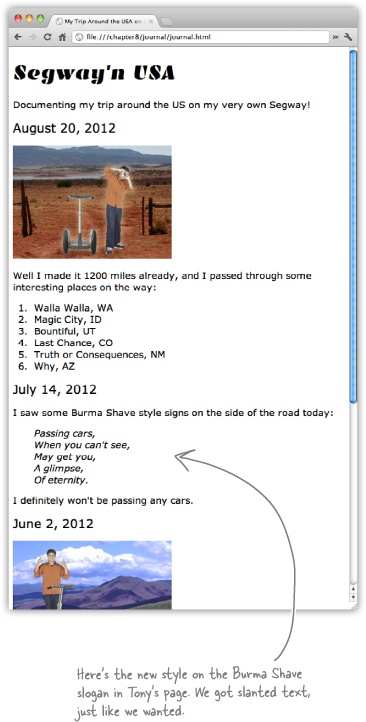 My Trip Around the USA on
file:///chapter8/journal/journal.html
Segway'n USA
Documenting my trip around the US on my very own Segway!
August 20, 2012
Well I made it 1200 miles already, and I passed through some
interesting places on the way:
1. Walla Walla, WA
2. Magic City, ID
3. Bountiful, UT
4. Last Chance, CO
5. Truth or Consequences, NM
6. Why, AZ
July 14, 2012
I saw some Burma Shave style signs on the side of the road today:
Passing cars,
When you can't see,
May get you,
A glimpse,
Of eternity.
I definitely won't be passing any cars.
June 2, 2012
Here's the new style on the Burma Shave
slogan in Tony's page. We got slanted text,
just like we wanted.